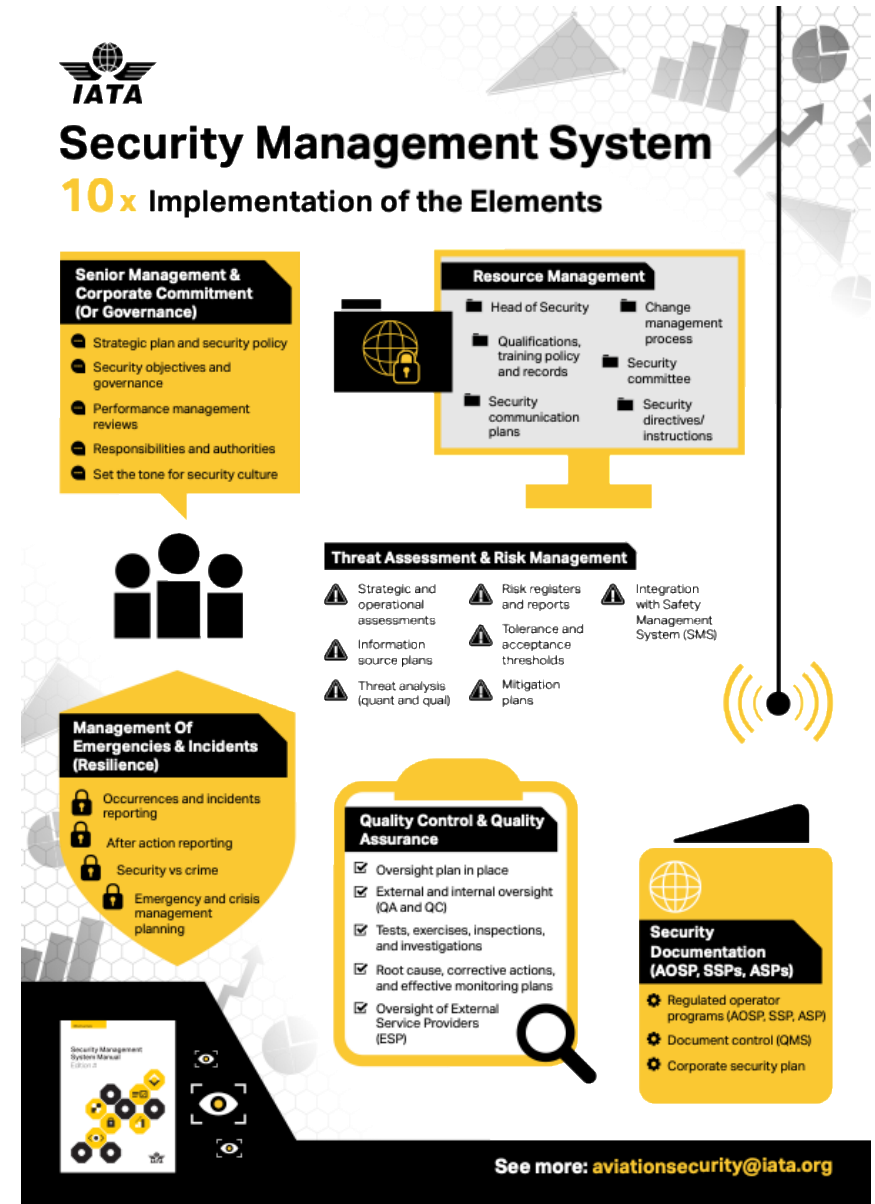 IATA
Security Management System
10x Implementation of the Elements
Senior Management &
Corporate Commitment
(Or Governance)
Strategic plan and security policy
Security objectives and
governance
Performance management
reviews
Responsibilities and authorities
Set the tone for security culture
Resource Management
Head of Security
Qualifications,
training policy
and records
Security
communication
plans
Change
management
process
Security
committee
Security
directives/
instructions
Threat Assessment & Risk Management
Strategic and
operational
assessments
Information
source plans
Threat analysis
(quant and qual)
Risk registers
and reports
Tolerance and
acceptance
thresholds
Mitigation
plans
Integration
with Safety
Management
System (SMS)
Management Of
Emergencies & Incidents
(Resilience)
Occurrences and incidents
reporting
After action reporting
Security vs crime
Emergency and crisis
management
planning
Quality Control & Quality
Assurance
Oversight plan in place
External and internal oversight
(QA and QC)
Tests, exercises, inspections,
and investigations
Root cause, corrective actions,
and effective monitoring plans
Oversight of External
Service Providers
(ESP)
Security
Documentation
(AOSP, SSPs, ASPs)
Regulated operator
programs (AOSP, SSP, ASP)
Document control (QMS)
Corporate security plan
Security Management
System Manual
Edition
See more: aviationsecurity@iata.org